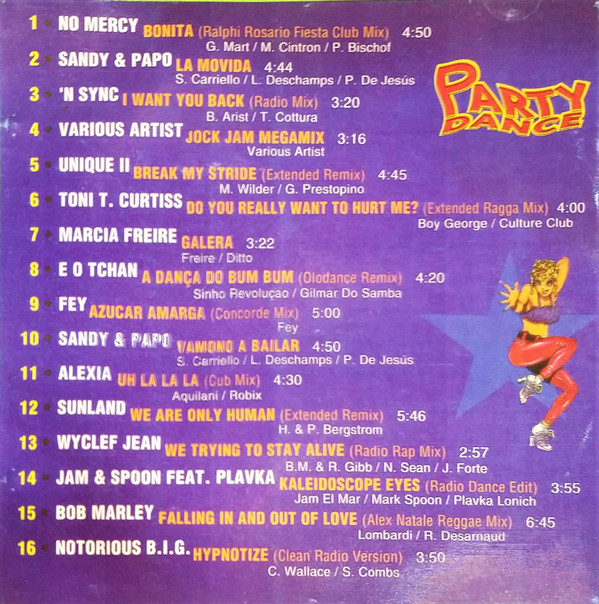 1 • NO MERCY BONITA (Ralphi Rosario Fiesta Club Mix) 4:50
G. Mart / M. Cintron / P. Bischof
2 • SANDY & PAPO LA MOVIDA 4:44
S. Carriello / L. Deschamps / P. De Jesús
3 • 'N SYNC I WANT YOU BACK (Radio Mix) 3:20
B. Arist / T. Cottura
4 • VARIOUS ARTIST JOCK JAM MEGAMIX 3:16
Various Artist
5 • UNIQUE II BREAK MY STRIDE (Extended Remix) 4:45
M. Wilder / G. Prestopino
6 • TONI T. CURTISS DO YOU REALLY WANT TO HURT ME? (Extended Ragga Mix) 4:00
Boy George / Culture Club
7 • MARCIA FREIRE GALERA 3:22
Freire / Ditto
8 • E O TCHAN A DANÇA DO BUM BUM (Olodance Remix) 4:20
Sinho Revoluçao / Gilmar Do Samba
9 • FEY AZUCAR AMARGA (Concorde Mix) 5:00
Fey
10 • SANDY & PAPO VAMONO A BAILAR 4:50
S. Carriello / L. Deschamps / P. De Jesús
11 • ALEXIA UH LA LA LA (Cub Mix) 4:30
Aquilani / Robix
12 • SUNLAND WE ARE ONLY HUMAN (Extended Remix) 5:46
H. & P. Bergstrom
13 • WYCLEF JEAN WE TRYING TO STAY ALIVE (Radio Rap Mix) 2:57
B.M. & R. Gibb / N. Sean / J. Forte
14 • JAM & SPOON FEAT. PLAVKA KALEIDOSCOPE EYES (Radio Dance Edit) 3:55
Jam El Mar / Mark Spoon / Plavka Lonich
15 • BOB MARLEY FALLING IN AND OUT OF LOVE (Alex Natale Reggae Mix) 6:45
Lombardi / R. Desarnaud
16 • NOTORIOUS B.I.G. HYPNOTIZE (Clean Radio Version) 3:50
C. Wallace / S. Combs
PARTY
DANCE